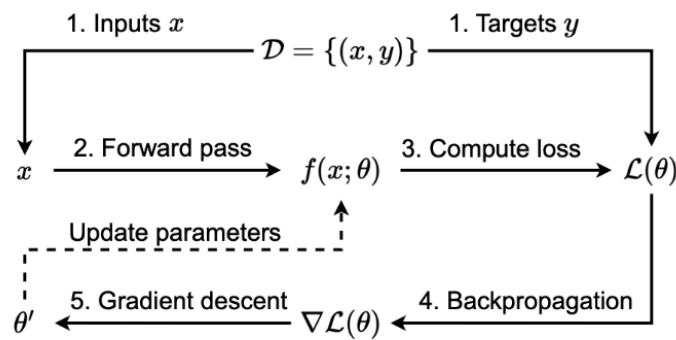 1. Inputs x
𝒟 = {(x, y)}
1. Targets y
x
2. Forward pass
f(x; θ)
3. Compute loss
ℒ(θ)
Update parameters
θ′
5. Gradient descent
∇ℒ(θ)
4. Backpropagation